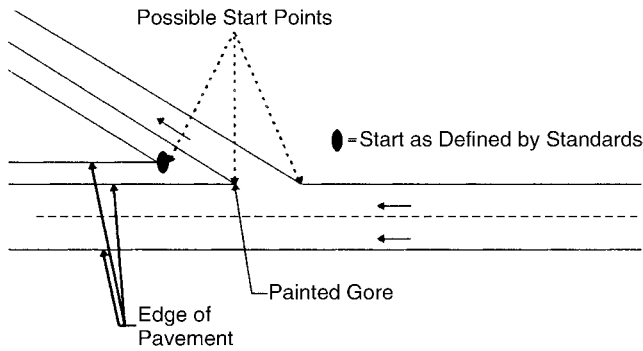 Possible Start Points
=Start as Defined by Standards
Painted Gore
Edge of
Pavement